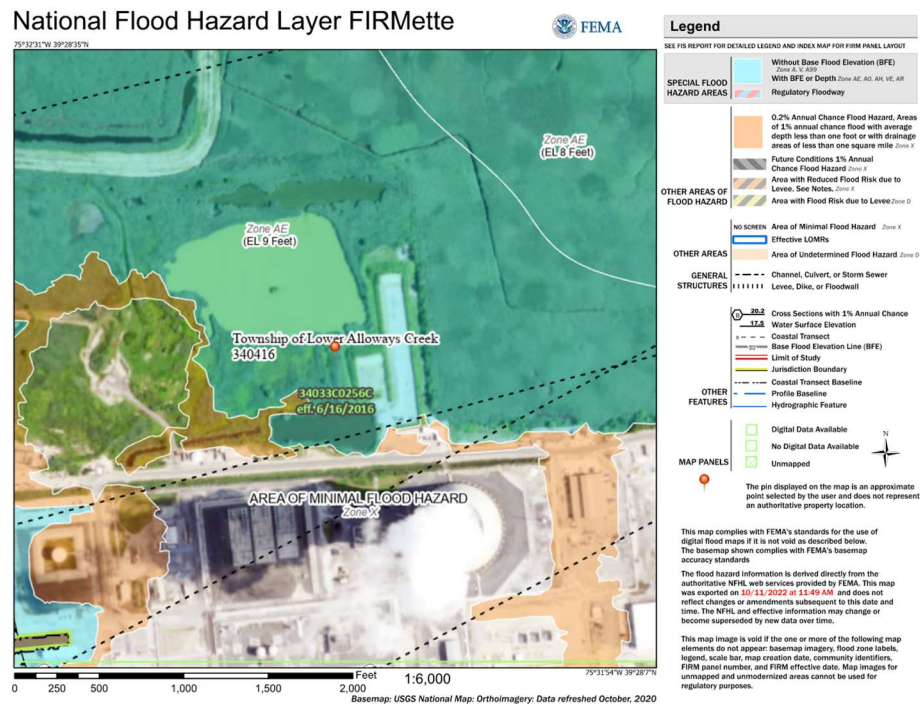 National Flood Hazard Layer FIRMette
FEMA
75°32'31"W 39°28'35"N
Zone AE
(EL 8 Feet)
Zone AE
(EL 9 Feet)
Township of Lower Alloways Creek
340416
34033C0256C
eff. 6/16/2016
AREA OF MINIMAL FLOOD HAZARD
Zone X
75°31'54"W 39°28'7"N
Feet
1:6,000
0 250 500 1,000 1,500 2,000
Basemap: USGS National Map: Orthoimagery: Data refreshed October, 2020
Legend
SEE FIS REPORT FOR DETAILED LEGEND AND INDEX MAP FOR FIRM PANEL LAYOUT
SPECIAL FLOOD
HAZARD AREAS
Without Base Flood Elevation (BFE)
Zone A, V, A99
With BFE or Depth Zone AE, AO, AH, VE, AR
Regulatory Floodway
OTHER AREAS OF
FLOOD HAZARD
0.2% Annual Chance Flood Hazard, Areas
of 1% annual chance flood with average
depth less than one foot or with drainage
areas of less than one square mile Zone X
Future Conditions 1% Annual
Chance Flood Hazard Zone X
Area with Reduced Flood Risk due to
Levee. See Notes. Zone X
Area with Flood Risk due to Levee Zone D
OTHER AREAS
NO SCREEN Area of Minimal Flood Hazard Zone X
Effective LOMRs
Area of Undetermined Flood Hazard Zone D
GENERAL
STRUCTURES
Channel, Culvert, or Storm Sewer
Levee, Dike, or Floodwall
OTHER
FEATURES
B 20.2 Cross Sections with 1% Annual Chance
17.5 Water Surface Elevation
Coastal Transect
Base Flood Elevation Line (BFE)
Limit of Study
Jurisdiction Boundary
Coastal Transect Baseline
Profile Baseline
Hydrographic Feature
MAP PANELS
Digital Data Available
No Digital Data Available
Unmapped
N
The pin displayed on the map is an approximate
point selected by the user and does not represent
an authoritative property location.
This map complies with FEMA's standards for the use of
digital flood maps if it is not void as described below.
The basemap shown complies with FEMA's basemap
accuracy standards
The flood hazard information is derived directly from the
authoritative NFHL web services provided by FEMA. This map
was exported on 10/11/2022 at 11:49 AM and does not
reflect changes or amendments subsequent to this date and
time. The NFHL and effective information may change or
become superseded by new data over time.
This map image is void if the one or more of the following map
elements do not appear: basemap imagery, flood zone labels,
legend, scale bar, map creation date, community identifiers,
FIRM panel number, and FIRM effective date. Map images for
unmapped and unmodernized areas cannot be used for
regulatory purposes.